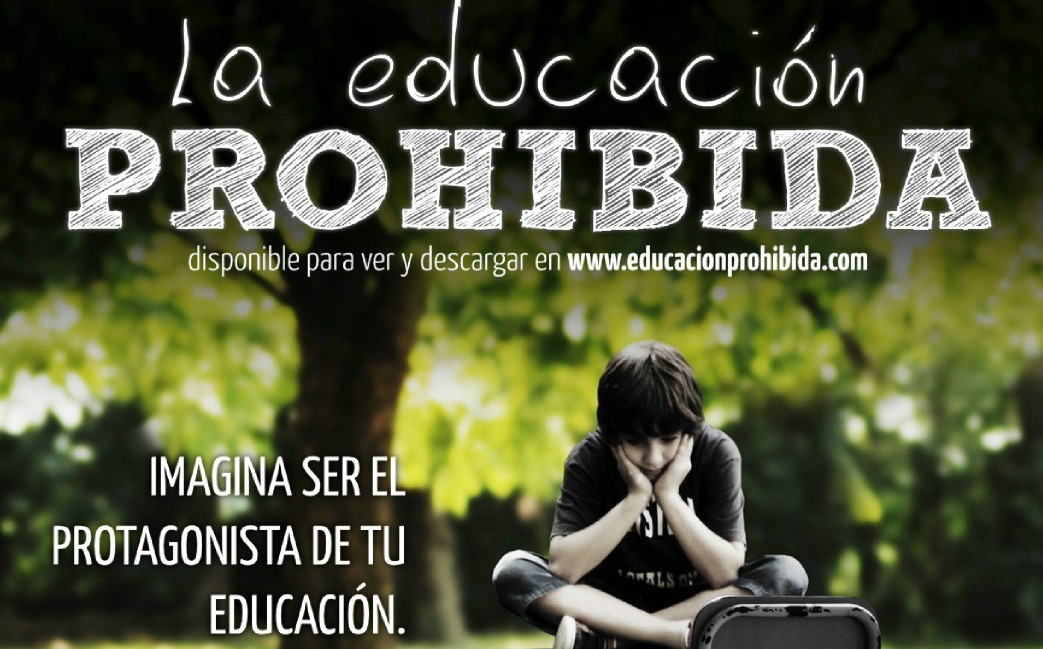 La educación
PROHIBIDA
disponible para ver y descargar en www.educacionprohibida.com
IMAGINA SER EL
PROTAGONISTA DE TU
EDUCACIÓN.